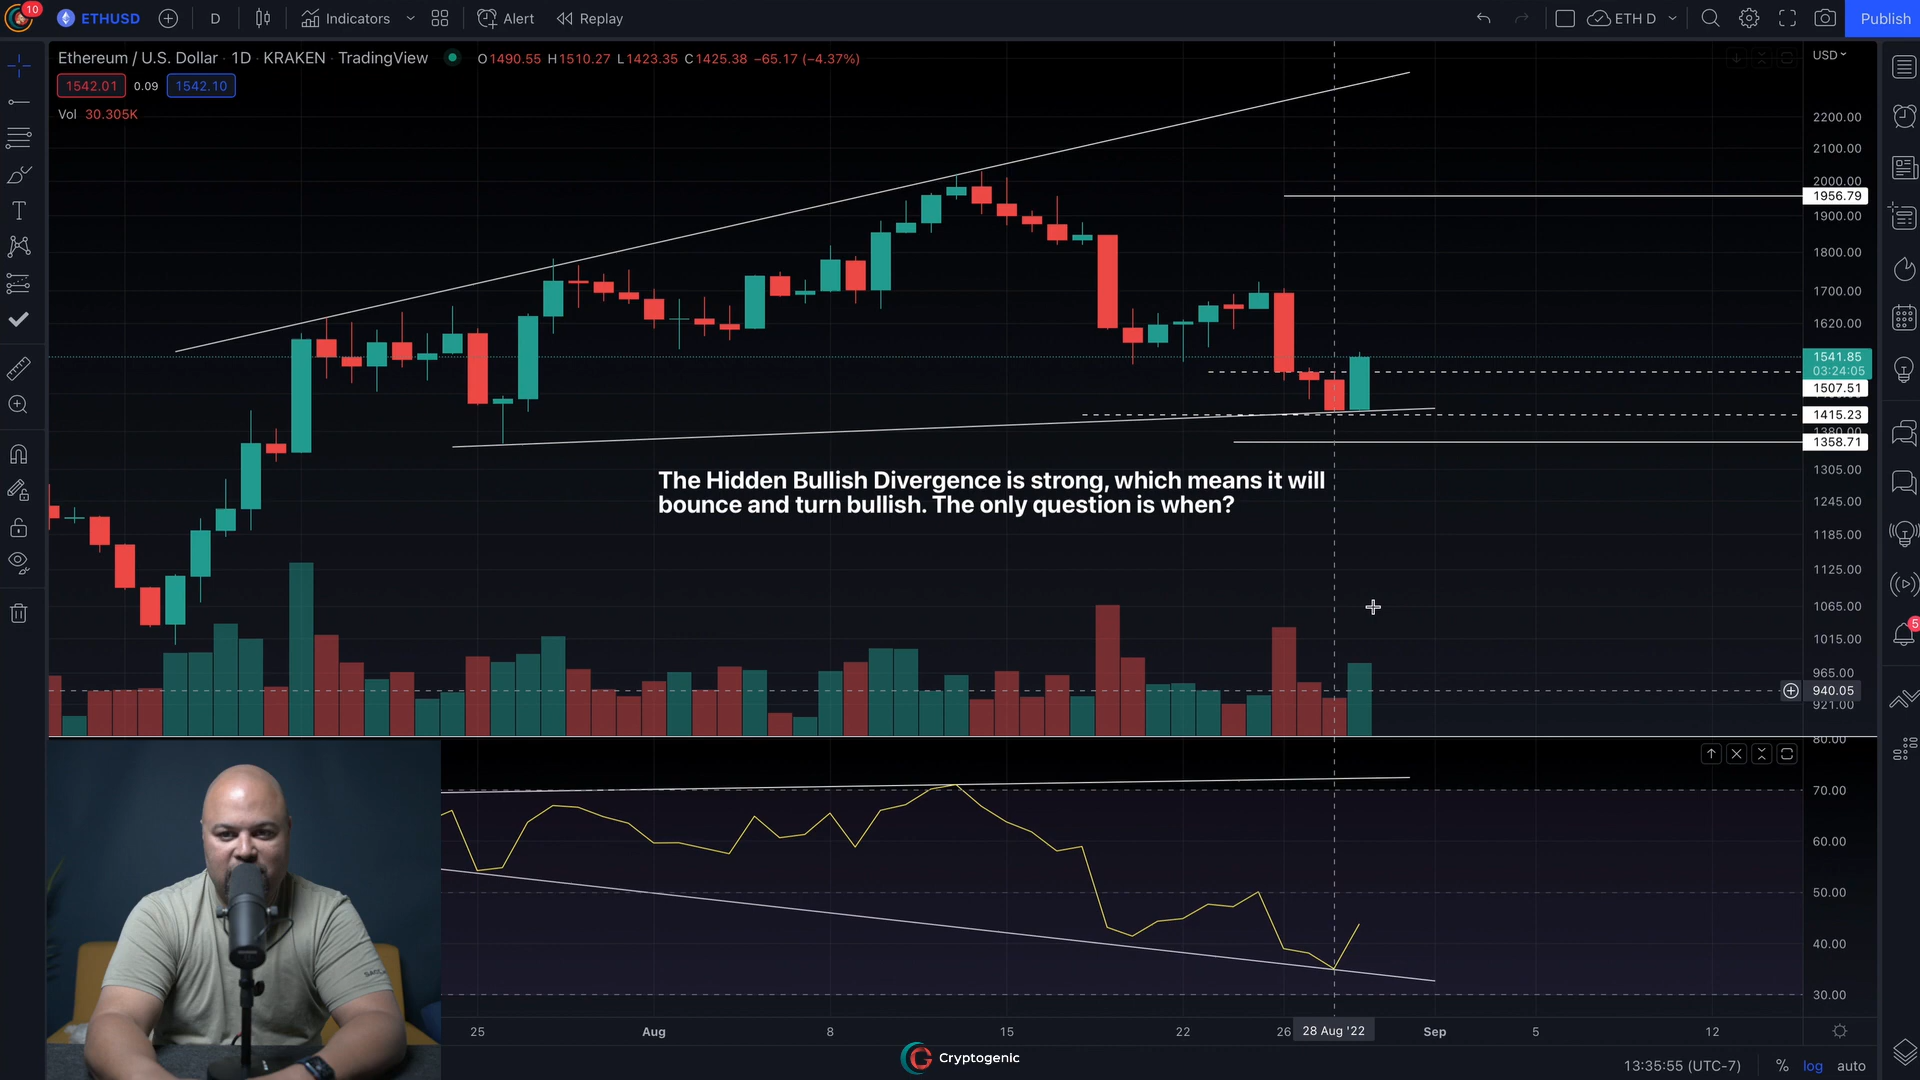 10
ETHUSD
D
Indicators
Alert
Replay
ETH D
Publish
Ethereum / U.S. Dollar · 1D · KRAKEN · TradingView
O1490.55 H1510.27 L1423.35 C1425.38 −65.17 (−4.37%)
USD
1542.01 0.09 1542.10
Vol 30.305K
2200.00
2100.00
2000.00
1956.79
1900.00
1800.00
1700.00
1620.00
1541.85
03:24:05
1507.51
1415.23
1380.00
1358.71
1305.00
The Hidden Bullish Divergence is strong, which means it will
bounce and turn bullish. The only question is when?
1245.00
1185.00
1125.00
1065.00
1015.00
5
965.00
940.05
921.00
80.00
70.00
60.00
50.00
40.00
30.00
25 Aug 8 15 22 26 28 Aug '22 Sep 5 12
Cryptogenic
13:35:55 (UTC-7) % log auto